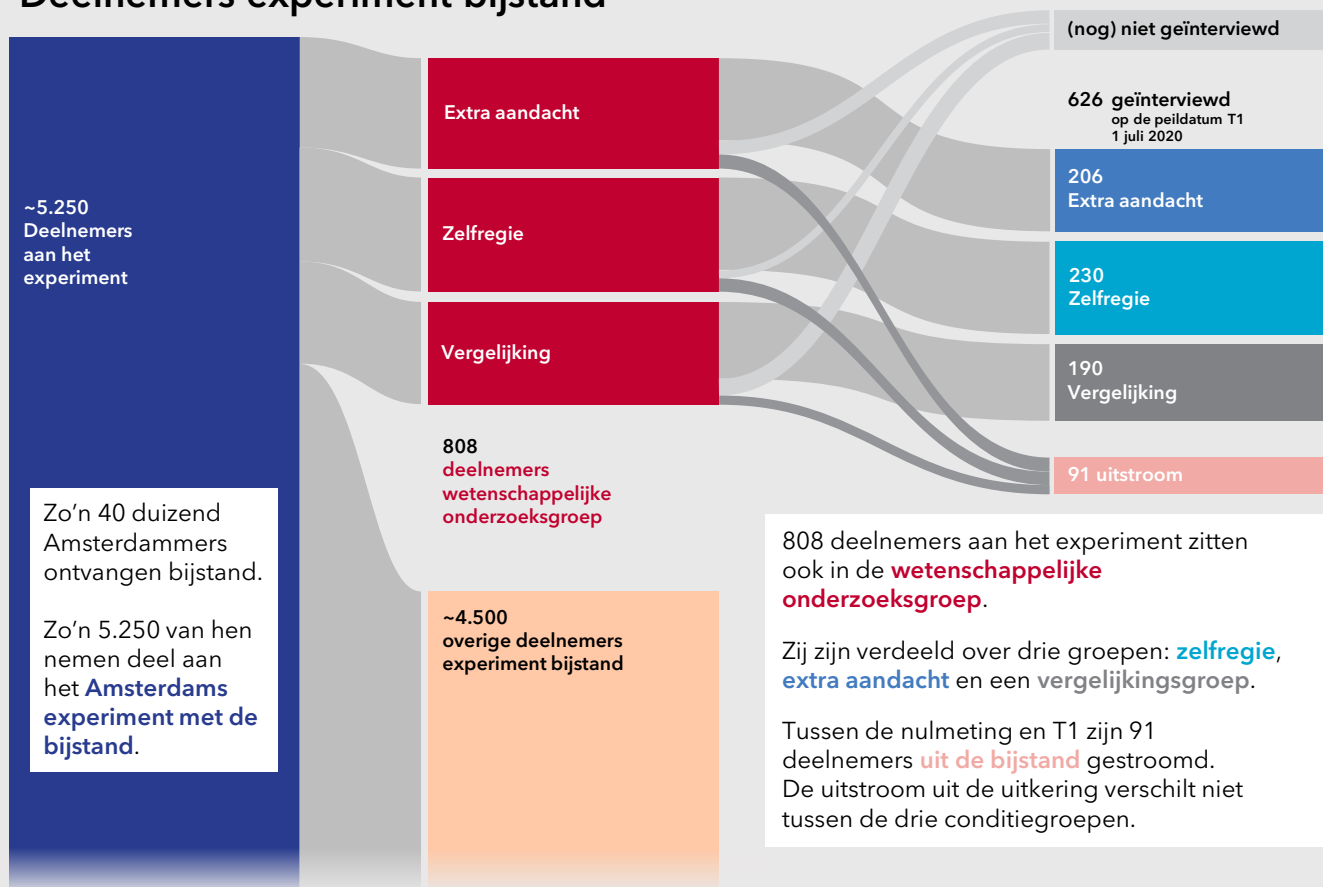 Deelnemers experiment bijstand
~5.250
Deelnemers
aan het
experiment
Zo'n 40 duizend
Amsterdammers
ontvangen bijstand.
Zo'n 5.250 van hen
nemen deel aan
het Amsterdams
experiment met de
bijstand.
Extra aandacht
Zelfregie
Vergelijking
808
deelnemers
wetenschappelijke
onderzoeksgroep
~4.500
overige deelnemers
experiment bijstand
(nog) niet geïnterviewd
626 geïnterviewd
op de peildatum T1
1 juli 2020
206
Extra aandacht
230
Zelfregie
190
Vergelijking
91 uitstroom
808 deelnemers aan het experiment zitten
ook in de wetenschappelijke
onderzoeksgroep.
Zij zijn verdeeld over drie groepen: zelfregie,
extra aandacht en een vergelijkingsgroep.
Tussen de nulmeting en T1 zijn 91
deelnemers uit de bijstand gestroomd.
De uitstroom uit de uitkering verschilt niet
tussen de drie conditiegroepen.